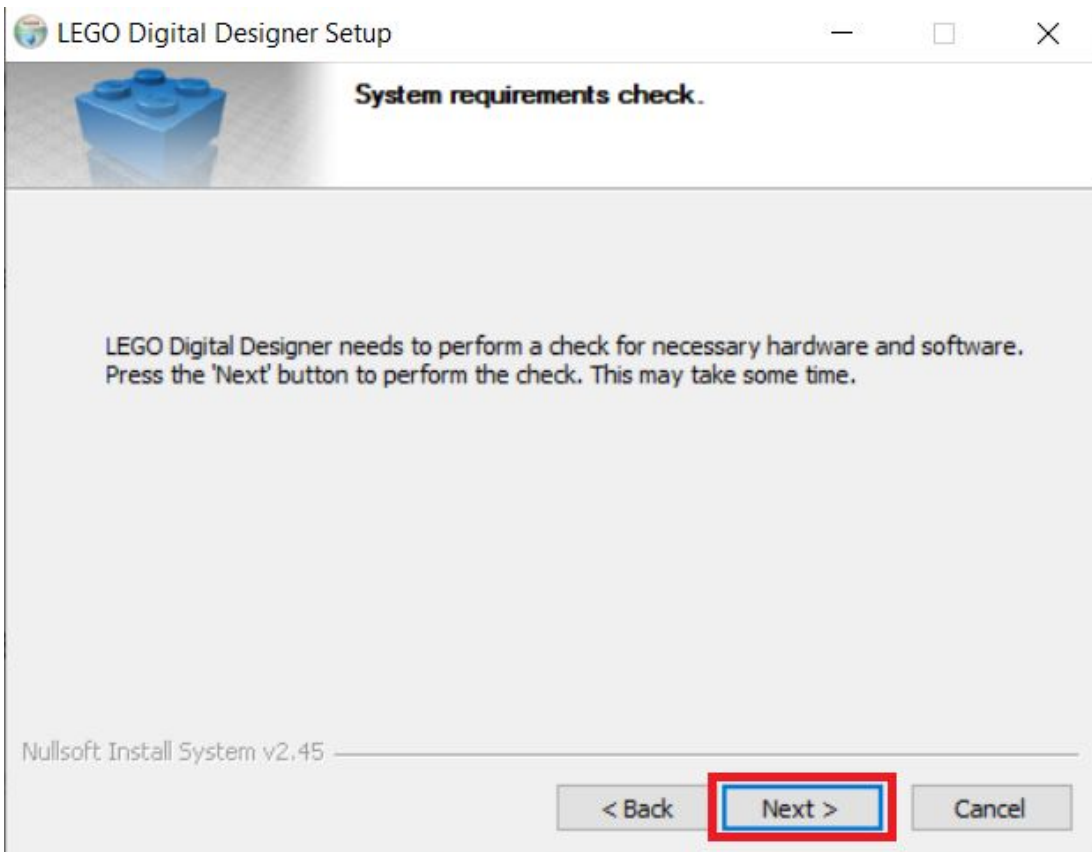 LEGO Digital Designer Setup
System requirements check.
LEGO Digital Designer needs to perform a check for necessary hardware and software.
Press the 'Next' button to perform the check. This may take some time.
Nullsoft Install System v2.45
< Back
Next >
Cancel